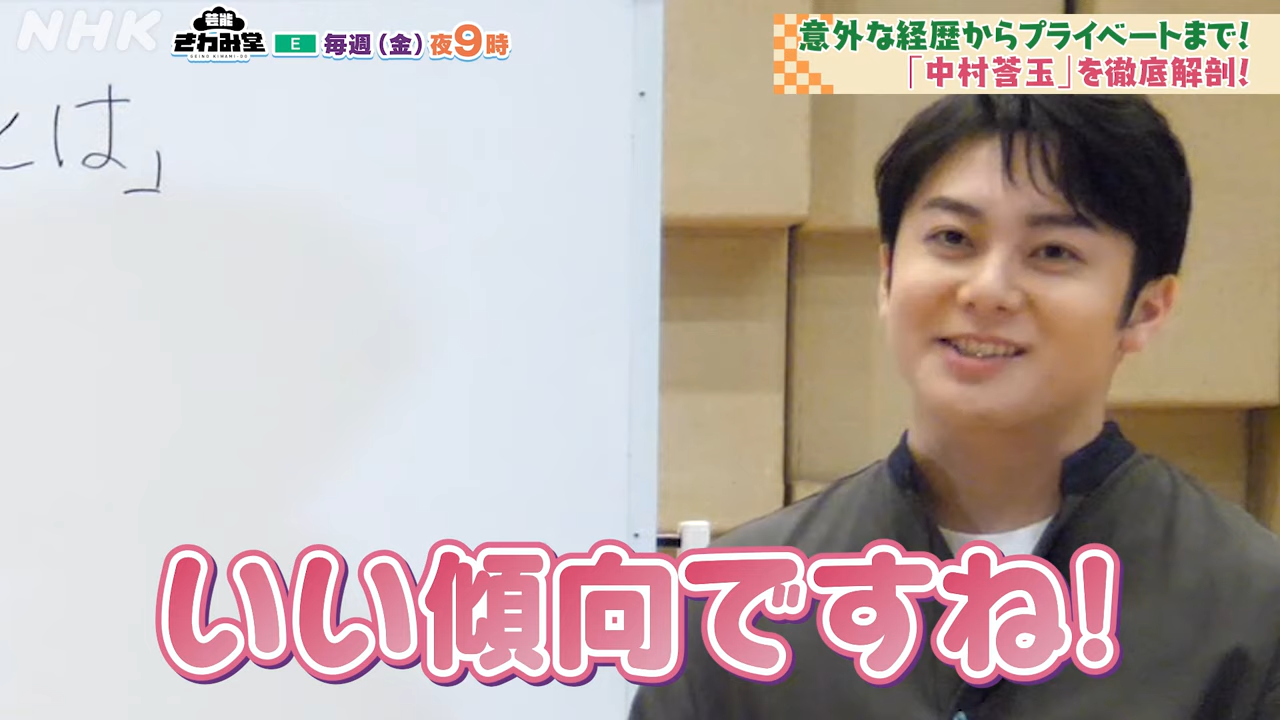 NHK
芸能
きわみ堂
GEINO KIWAMI-DO
E 毎週(金)夜9時
意外な経歴からプライベートまで!
「中村莟玉」を徹底解剖!
とは」
いい傾向ですね!